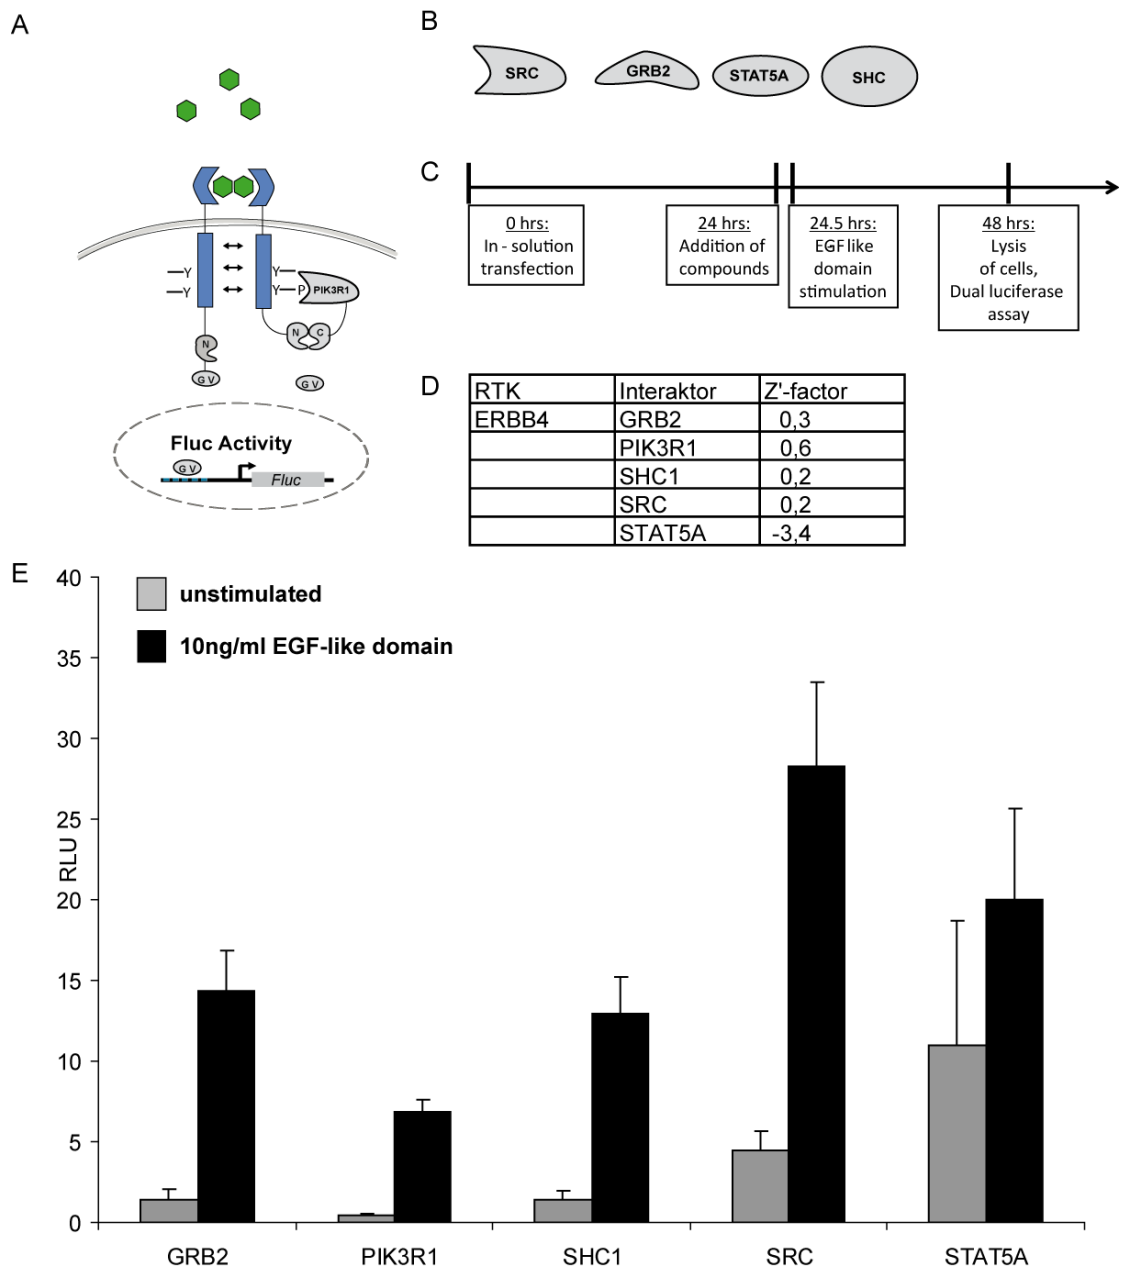 A
Y
Y
Y
Y
P
PIK3R1
N
N
C
G V
G V
Fluc Activity
G V
Fluc
B
SRC
GRB2
STAT5A
SHC
C
0 hrs:
In - solution
transfection
24 hrs:
Addition of
compounds
24.5 hrs:
EGF like
domain
stimulation
48 hrs:
Lysis
of cells,
Dual luciferase
assay
D
RTK Interaktor Z'-factor
ERBB4 GRB2 0,3
PIK3R1 0,6
SHC1 0,2
SRC 0,2
STAT5A -3,4
E
unstimulated
10ng/ml EGF-like domain
RLU
40
35
30
25
20
15
10
5
0
GRB2 PIK3R1 SHC1 SRC STAT5A